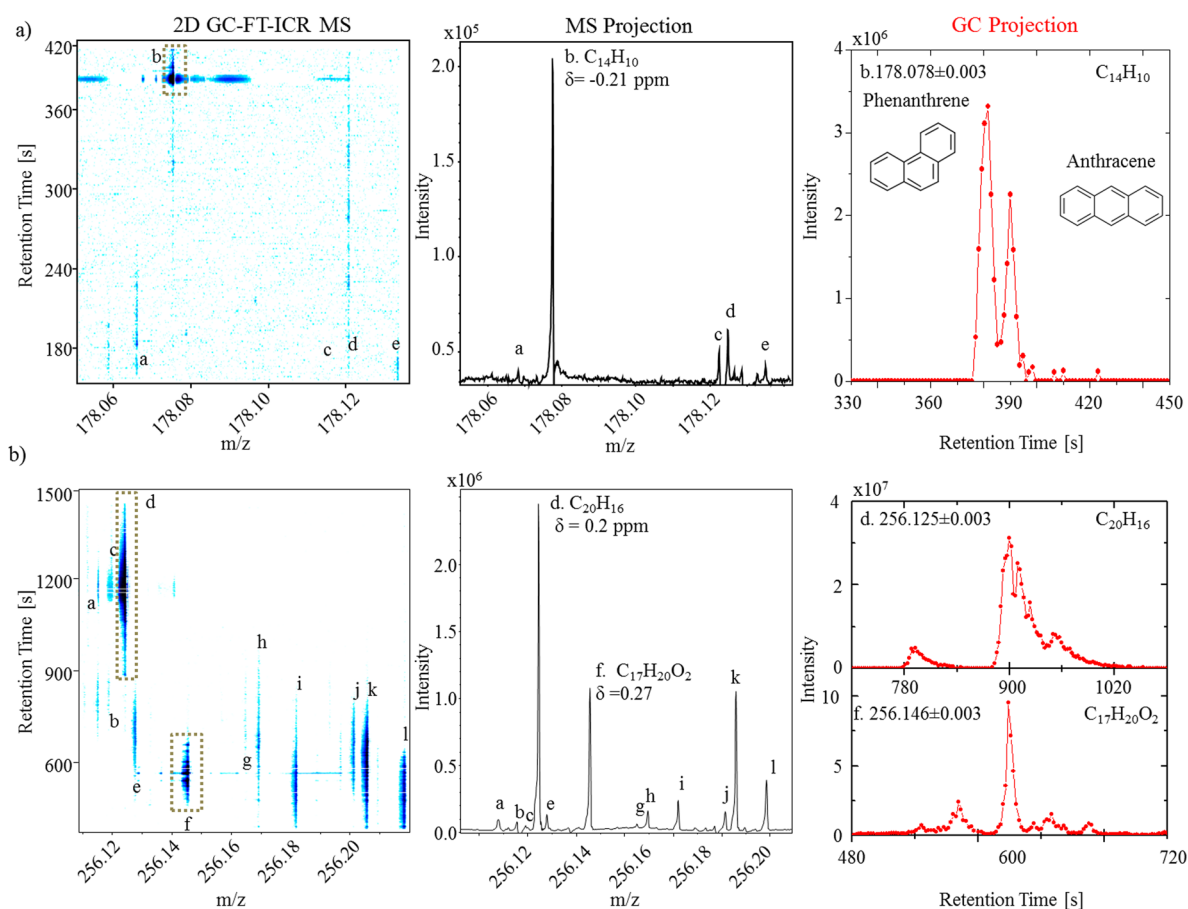 a)
2D GC-FT-ICR MS
420
360
300
240
180
Retention Time [s]
b
a
c
d
e
178.06
178.08
178.10
178.12
m/z
MS Projection
x10⁵
2.0
1.5
1.0
0.5
Intensity
b. C₁₄H₁₀
δ= -0.21 ppm
a
c
d
e
178.06
178.08
178.10
178.12
m/z
GC Projection
x10⁶
4
3
2
1
0
Intensity
b.178.078±0.003
C₁₄H₁₀
Phenanthrene
Anthracene
330
360
390
420
450
Retention Time [s]
b)
1500
1200
900
600
Retention Time [s]
d
c
a
b
e
f
h
g
i
j
k
l
256.12
256.14
256.16
256.18
256.20
m/z
x10⁶
2.0
1.0
0.0
Intensity
d. C₂₀H₁₆
δ = 0.2 ppm
f. C₁₇H₂₀O₂
δ =0.27
a
b
c
e
g
h
i
j
k
l
256.12
256.14
256.16
256.18
256.20
m/z
x10⁷
4
2
0
Intensity
d. 256.125±0.003
C₂₀H₁₆
780
900
1020
10
5
0
f. 256.146±0.003
C₁₇H₂₀O₂
480
600
720
Retention Time [s]